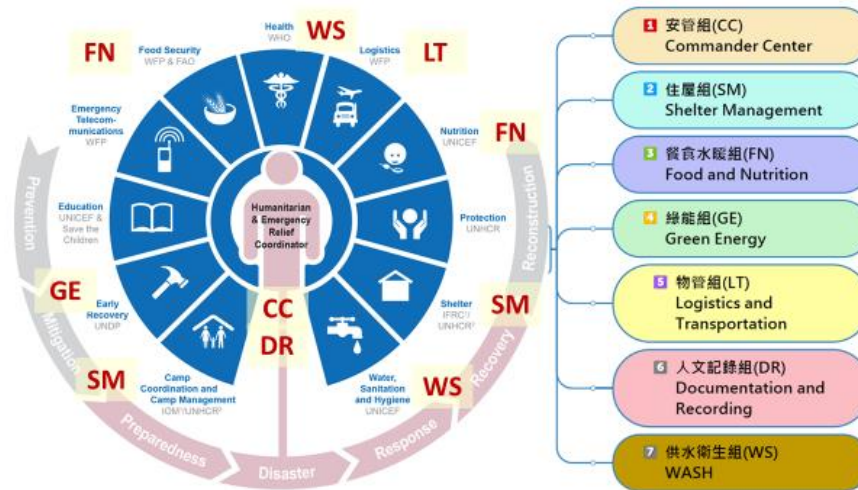 Health
WHO
WS
Logistics
WFP
LT
FN
Food Security
WFP & FAO
Emergency
Telecom-
munications
WFP
Nutrition
UNICEF
FN
Education
UNICEF &
Save the
Children
Humanitarian
& Emergency
Relief
Coordinator
Protection
UNHCR
GE
Early
Recovery
UNDP
CC
DR
Shelter
IFRC¹/
UNHCR²
SM
SM
Camp
Coordination and
Camp Management
IOM¹/UNHCR²
Water,
Sanitation
and Hygiene
UNICEF
WS
Prevention
Mitigation
Preparedness
Disaster
Response
Recovery
Reconstruction
1 安管組(CC)
Commander Center
2 住屋組(SM)
Shelter Management
3 餐食水暖組(FN)
Food and Nutrition
4 綠能組(GE)
Green Energy
5 物管組(LT)
Logistics and
Transportation
6 人文記錄組(DR)
Documentation and
Recording
7 供水衛生組(WS)
WASH